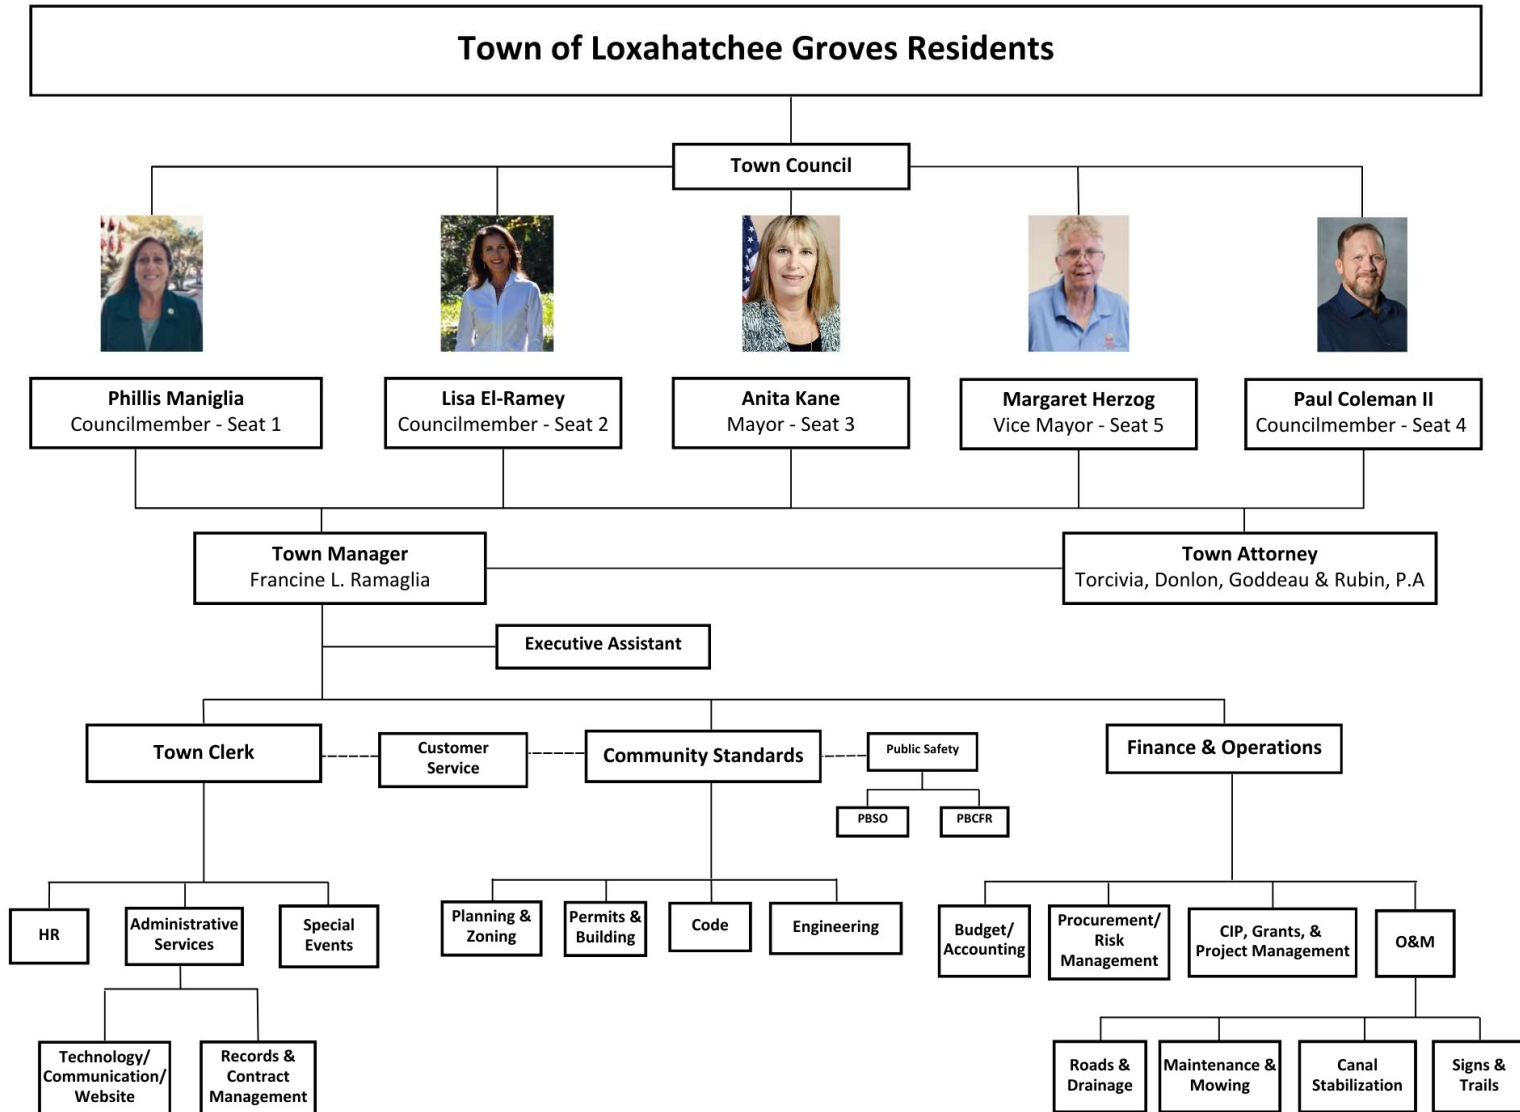 Town of Loxahatchee Groves Residents
Town Council
Phillis Maniglia
Councilmember - Seat 1
Lisa El-Ramey
Councilmember - Seat 2
Anita Kane
Mayor - Seat 3
Margaret Herzog
Vice Mayor - Seat 5
Paul Coleman II
Councilmember - Seat 4
Town Manager
Francine L. Ramaglia
Town Attorney
Torcivia, Donlon, Goddeau & Rubin, P.A
Executive Assistant
Town Clerk
Customer
Service
Community Standards
Public Safety
PBSO
PBCFR
Finance & Operations
HR
Administrative
Services
Special
Events
Planning &
Zoning
Permits &
Building
Code
Engineering
Budget/
Accounting
Procurement/
Risk
Management
CIP, Grants, &
Project Management
O&M
Technology/
Communication/
Website
Records &
Contract
Management
Roads &
Drainage
Maintenance &
Mowing
Canal
Stabilization
Signs &
Trails